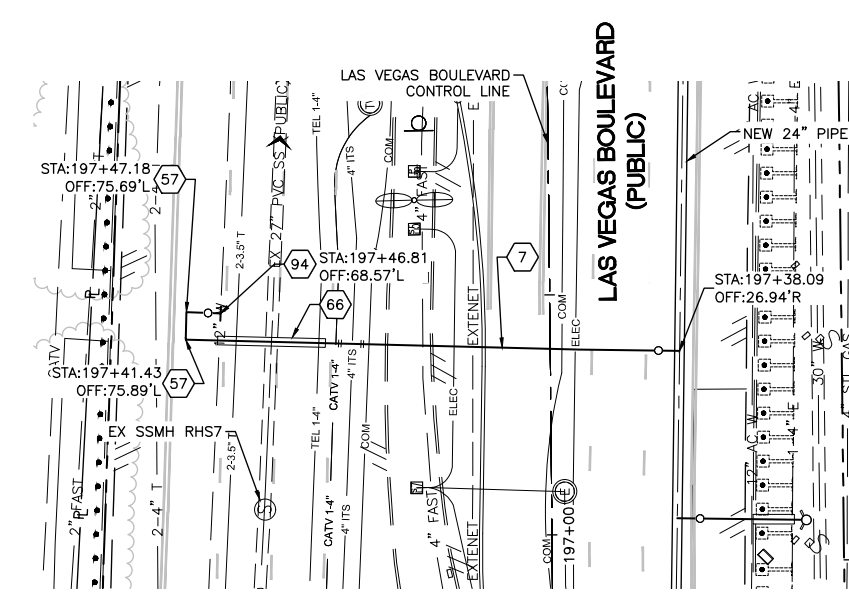 LAS VEGAS BOULEVARD
CONTROL LINE
LAS VEGAS BOULEVARD
(PUBLIC)
NEW 24" PIPE
STA:197+47.18
OFF:75.69'L
57
94
STA:197+46.81
OFF:68.57'L
66
7
STA:197+38.09
OFF:26.94'R
STA:197+41.43
OFF:75.89'L
57
EX SSMH RHS7
EX 27" PVC SS (PUBLIC)
TEL 1-4"
4" ITS
COM
4" FAST
2" T
2-3.5" T
2" W
EXTENET
COM
ELEC
CATV
CATV 1-4"
4" ITS
TEL 1-4"
2-3.5" T
COM
ELEC
2" FAST
2-4" T
CATV 1-4"
4" ITS
4" FAST
EXTENET
COM
197+00
E
S
12" AC W
4" E
30" W
4" STL GAS
AC
4" E